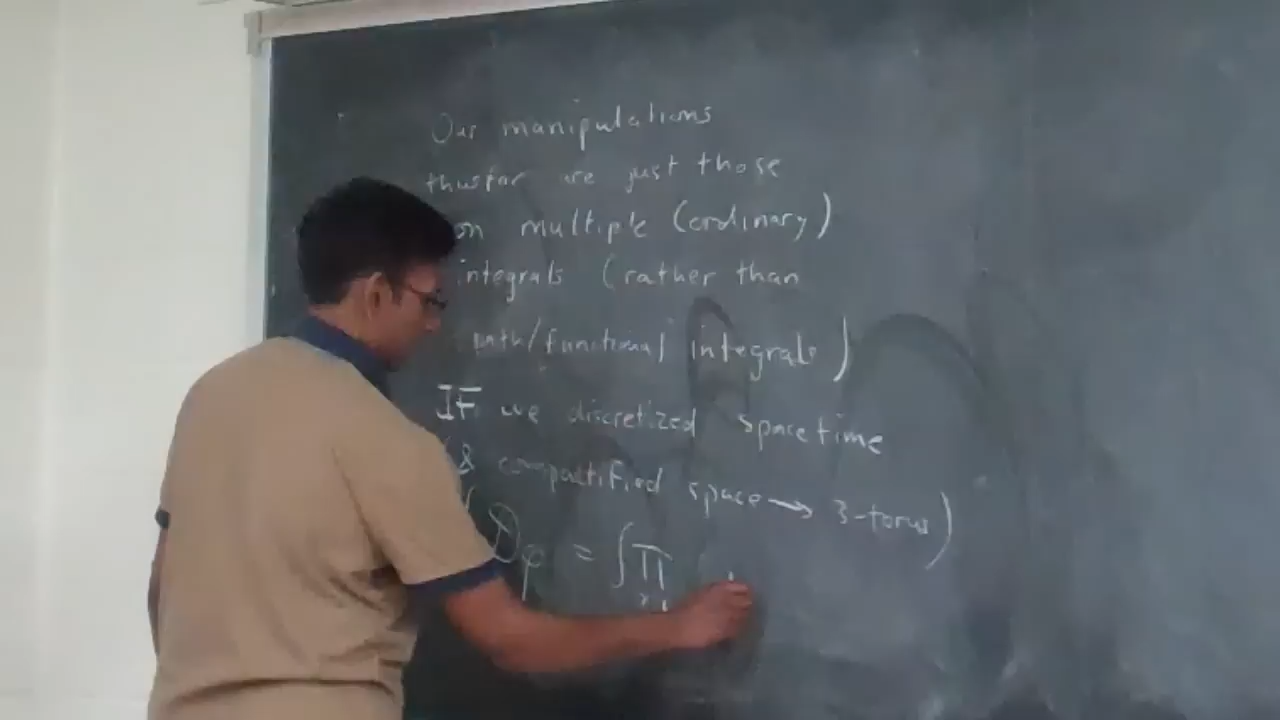 Our manipulations
thusfar are just those
on multiple (ordinary)
integrals (rather than
path/functional integrals)
IF we discretized spacetime
(& compactified space → 3-torus)
∫Dφ = ∫∏